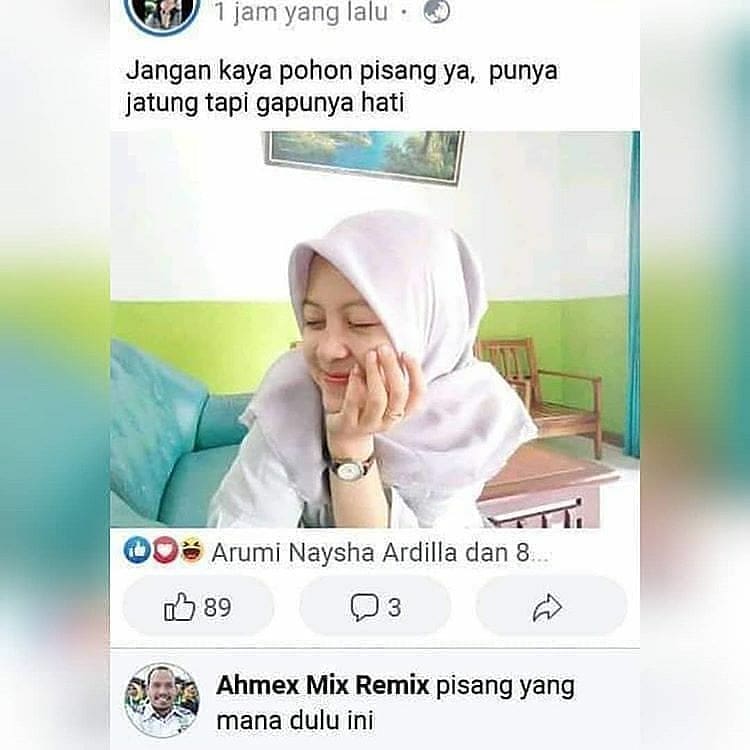 1 jam yang lalu ·
Jangan kaya pohon pisang ya, punya
jatung tapi gapunya hati
Arumi Naysha Ardilla dan 8...
89
3
Ahmex Mix Remix pisang yang
mana dulu ini